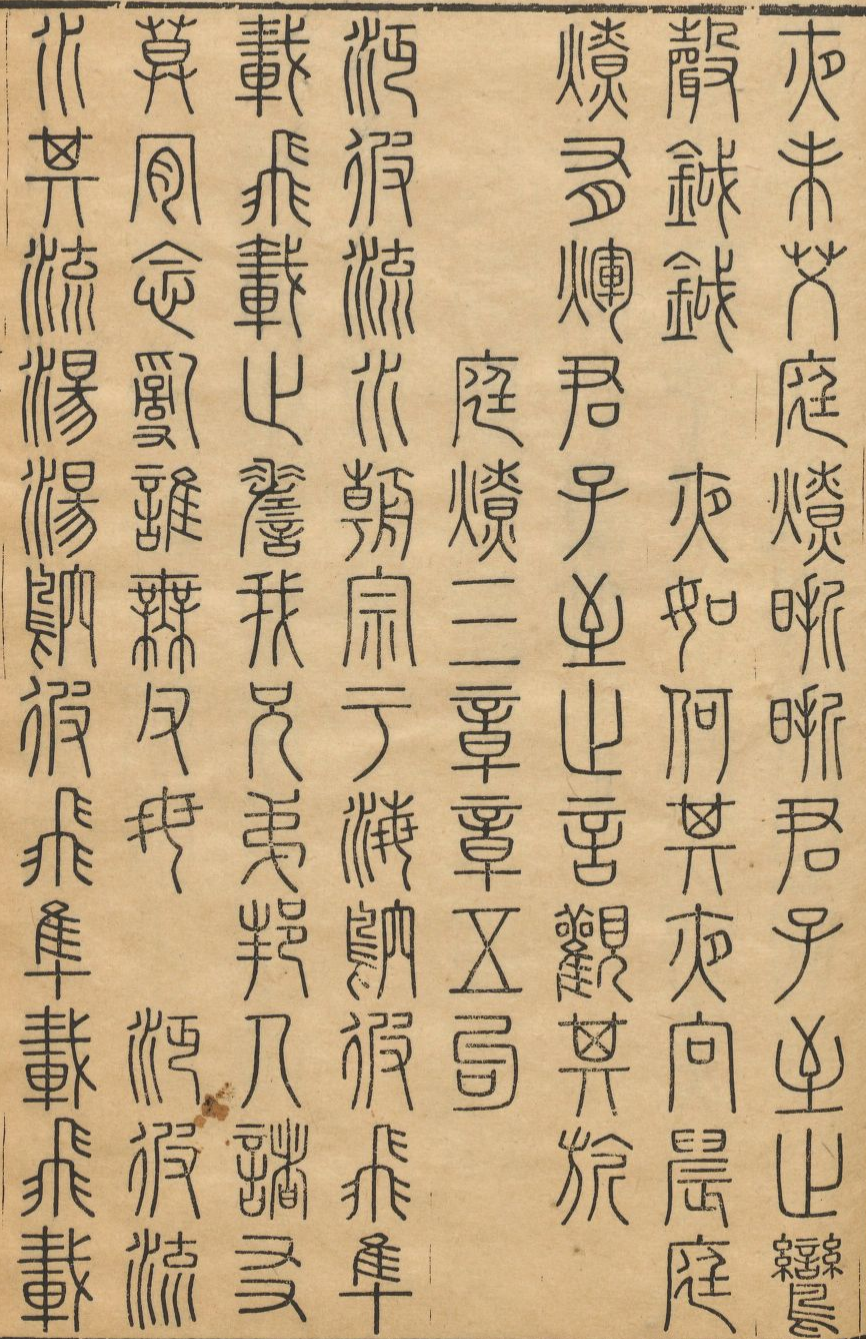 夜未艾庭燎晣晣君子至止鸞
聲鉞鉞　夜如何其夜向晨庭
燎有煇君子至止言觀其旂
庭燎三章章五句
沔彼流水朝宗于海鴥彼飛隼
載飛載止嗟我兄弟邦人諸友
莫肯念亂誰無父母　沔彼流
水其流湯湯鴥彼飛隼載飛載